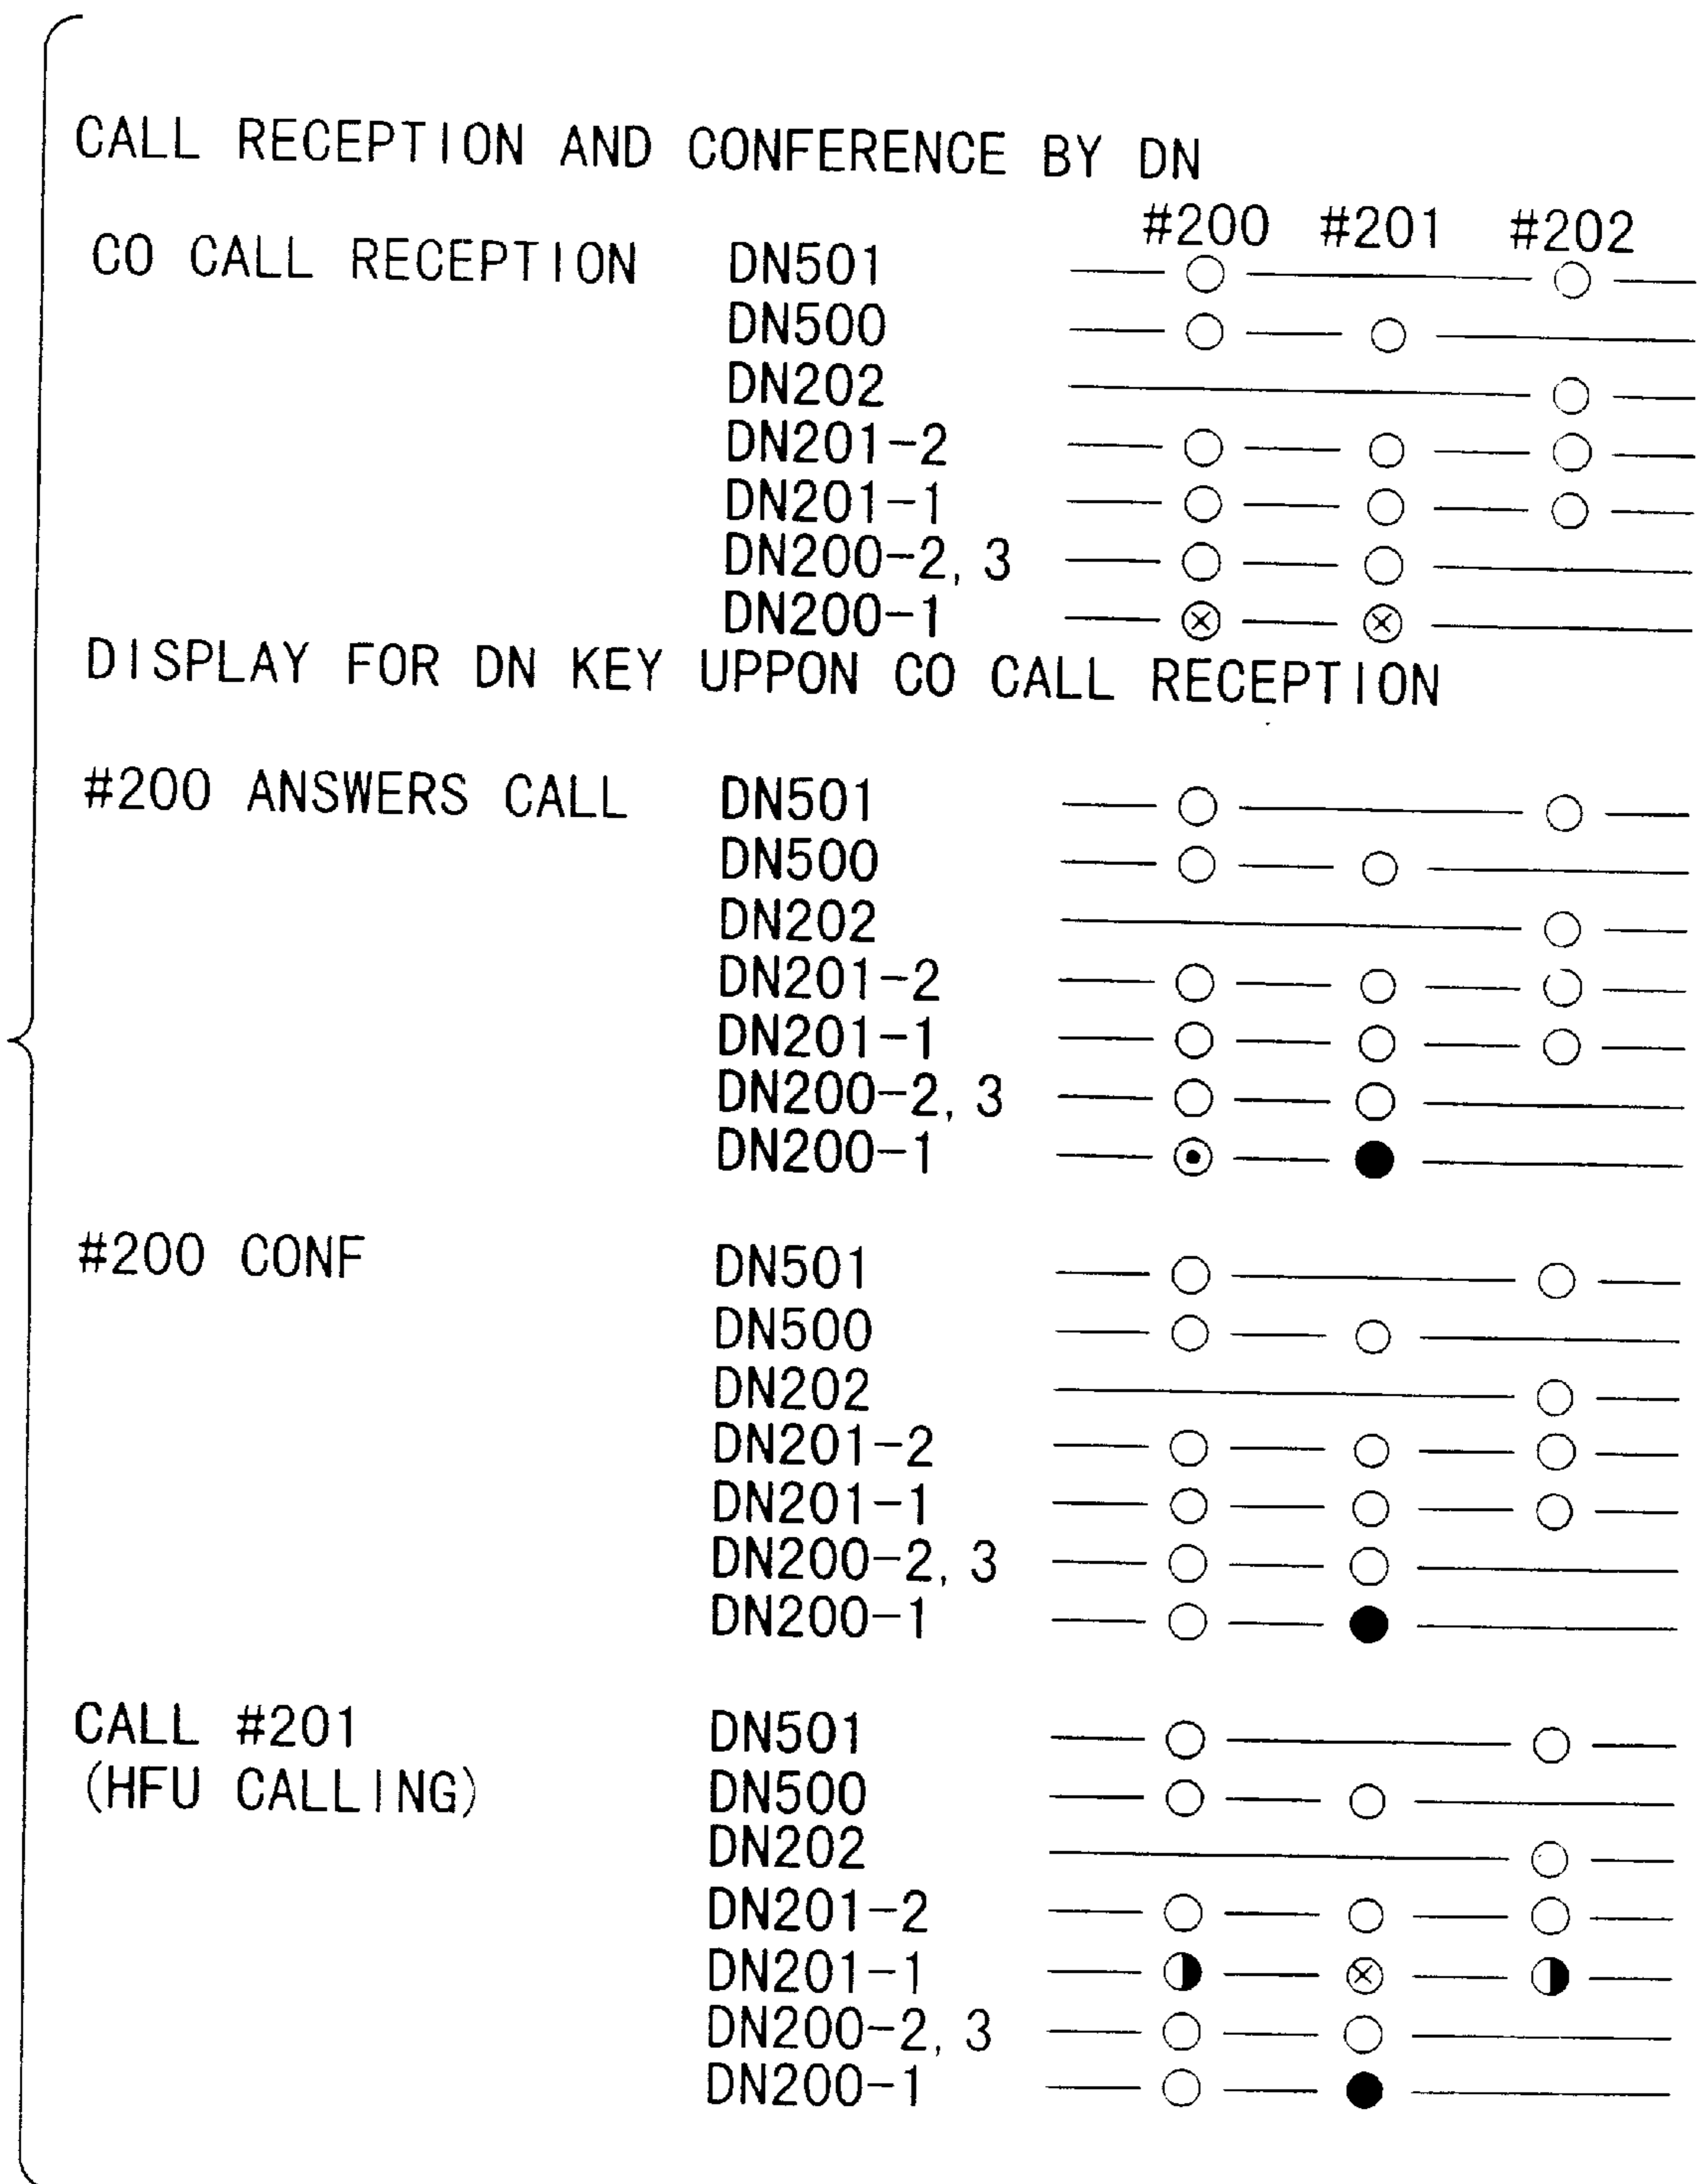 CALL RECEPTION AND CONFERENCE BY DN
#200 #201 #202
CO CALL RECEPTION DN501
DN500
DN202
DN201-2
DN201-1
DN200-2, 3
DN200-1
DISPLAY FOR DN KEY UPPON CO CALL RECEPTION
#200 ANSWERS CALL DN501
DN500
DN202
DN201-2
DN201-1
DN200-2, 3
DN200-1
#200 CONF DN501
DN500
DN202
DN201-2
DN201-1
DN200-2, 3
DN200-1
CALL #201 DN501
(HFU CALLING) DN500
DN202
DN201-2
DN201-1
DN200-2, 3
DN200-1